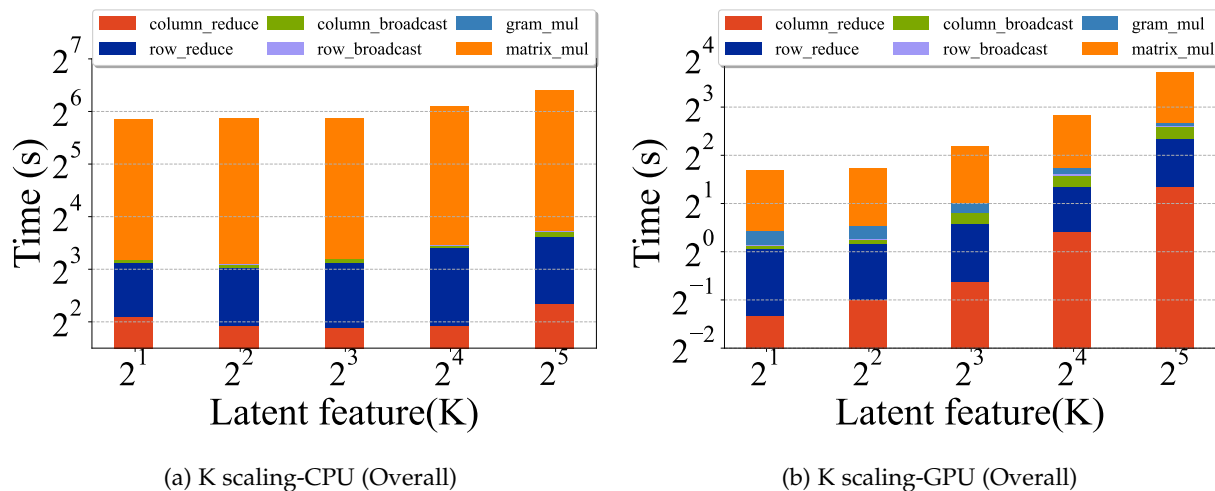 column_reduce column_broadcast gram_mul
row_reduce row_broadcast matrix_mul
2^7
2^6
2^5
2^4
2^3
2^2
Time (s)
2^1 2^2 2^3 2^4 2^5
Latent feature(K)
(a) K scaling-CPU (Overall)
column_reduce column_broadcast gram_mul
row_reduce row_broadcast matrix_mul
2^4
2^3
2^2
2^1
2^0
2^−1
2^−2
Time (s)
2^1 2^2 2^3 2^4 2^5
Latent feature(K)
(b) K scaling-GPU (Overall)